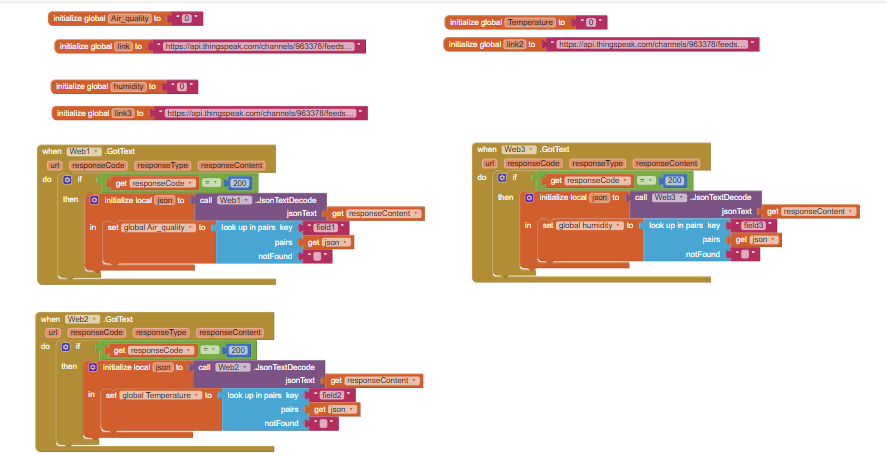 initialize global Air_quality to " 0 "
initialize global Temperature to " 0 "
initialize global link to " https://api.thingspeak.com/channels/963378/feeds... "
initialize global link2 to " https://api.thingspeak.com/channels/963378/feeds... "
initialize global humidity to " 0 "
initialize global link3 to " https://api.thingspeak.com/channels/963378/feeds... "
when Web1 .GotText
url responseCode responseType responseContent
do if get responseCode = 200
then initialize local json to call Web1 .JsonTextDecode
jsonText get responseContent
in set global Air_quality to look up in pairs key " field1 "
pairs get json
notFound " "
when Web3 .GotText
url responseCode responseType responseContent
do if get responseCode = 200
then initialize local json to call Web3 .JsonTextDecode
jsonText get responseContent
in set global humidity to look up in pairs key " field3 "
pairs get json
notFound " "
when Web2 .GotText
url responseCode responseType responseContent
do if get responseCode = 200
then initialize local json to call Web2 .JsonTextDecode
jsonText get responseContent
in set global Temperature to look up in pairs key " field2 "
pairs get json
notFound " "